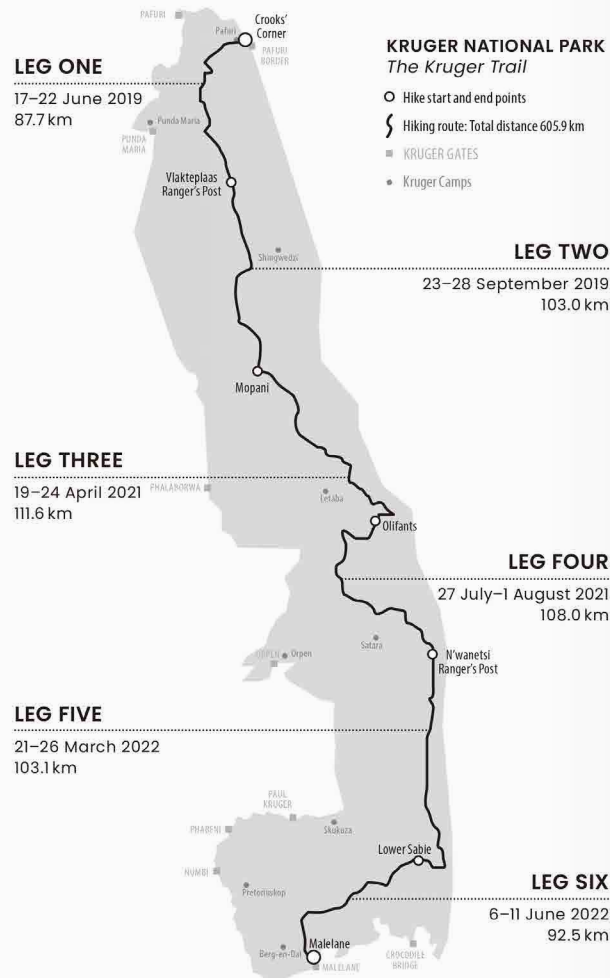 PAFURI
Crooks’
Corner
Pafuri
PAFURI
BORDER
KRUGER NATIONAL PARK
The Kruger Trail
Hike start and end points
Hiking route: Total distance 605.9 km
KRUGER GATES
Kruger Camps
LEG ONE
17–22 June 2019
87.7 km
Punda Maria
PUNDA
MARIA
Vlakteplaas
Ranger’s Post
Shingwedzi
LEG TWO
23–28 September 2019
103.0 km
Mopani
LEG THREE
19–24 April 2021
111.6 km
PHALABORWA
Letaba
Olifants
LEG FOUR
27 July–1 August 2021
108.0 km
Satara
ORPEN
Orpen
N’wanetsi
Ranger’s Post
LEG FIVE
21–26 March 2022
103.1 km
PAUL
KRUGER
PHABENI
Skukuza
NUMBI
Pretoriuskop
Lower Sabie
LEG SIX
6–11 June 2022
92.5 km
Berg-en-Dal
Malelane
MALELANE
CROCODILE
BRIDGE